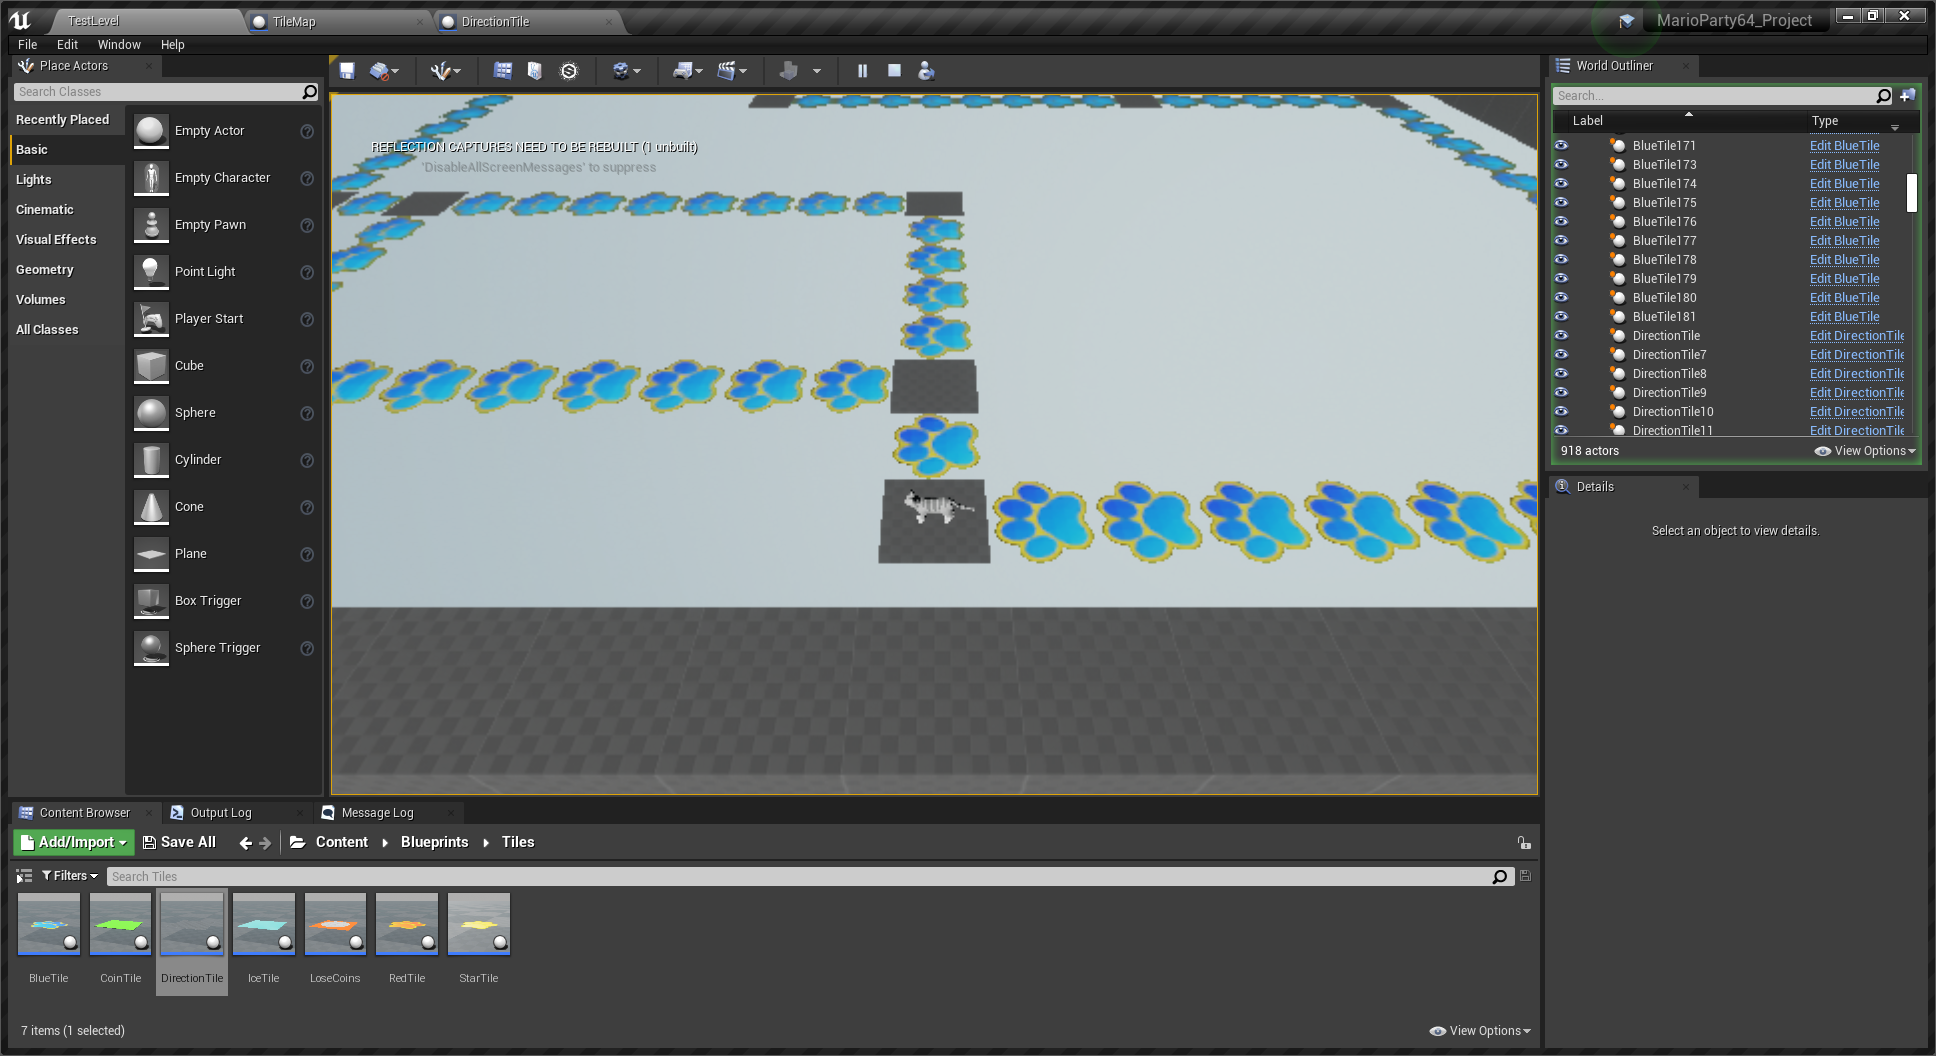 TestLevel
TileMap
DirectionTile
MarioParty64_Project
File
Edit
Window
Help
Place Actors
Search Classes
Recently Placed
Basic
Lights
Cinematic
Visual Effects
Geometry
Volumes
All Classes
Empty Actor
Empty Character
Empty Pawn
Point Light
Player Start
Cube
Sphere
Cylinder
Cone
Plane
Box Trigger
Sphere Trigger
REFLECTION CAPTURES NEED TO BE REBUILT (1 unbuilt)
'DisableAllScreenMessages' to suppress
World Outliner
Search...
Label
Type
BlueTile171 Edit BlueTile
BlueTile173 Edit BlueTile
BlueTile174 Edit BlueTile
BlueTile175 Edit BlueTile
BlueTile176 Edit BlueTile
BlueTile177 Edit BlueTile
BlueTile178 Edit BlueTile
BlueTile179 Edit BlueTile
BlueTile180 Edit BlueTile
BlueTile181 Edit BlueTile
DirectionTile Edit DirectionTile
DirectionTile7 Edit DirectionTile
DirectionTile8 Edit DirectionTile
DirectionTile9 Edit DirectionTile
DirectionTile10 Edit DirectionTile
DirectionTile11 Edit DirectionTile
918 actors
View Options
Details
Select an object to view details.
Content Browser
Output Log
Message Log
Add/Import
Save All
Content
Blueprints
Tiles
Filters
Search Tiles
BlueTile
CoinTile
DirectionTile
IceTile
LoseCoins
RedTile
StarTile
7 items (1 selected)
View Options